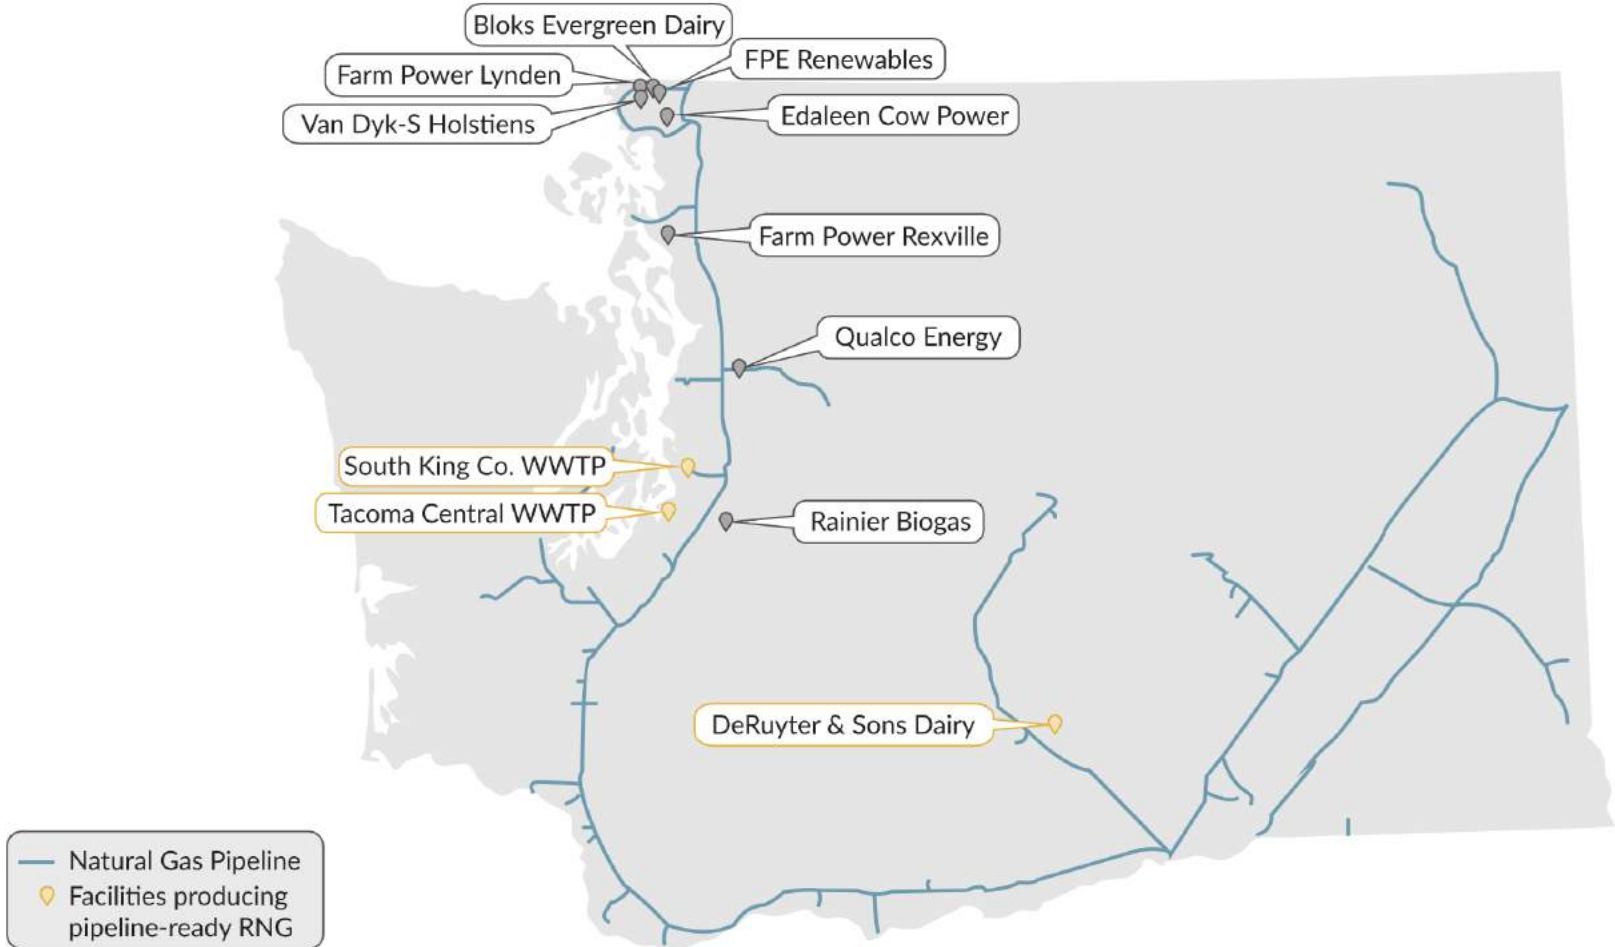 Bloks Evergreen Dairy
FPE Renewables
Farm Power Lynden
Edaleen Cow Power
Van Dyk-S Holstiens
Farm Power Rexville
Qualco Energy
South King Co. WWTP
Tacoma Central WWTP
Rainier Biogas
DeRuyter & Sons Dairy
Natural Gas Pipeline
Facilities producing
pipeline-ready RNG